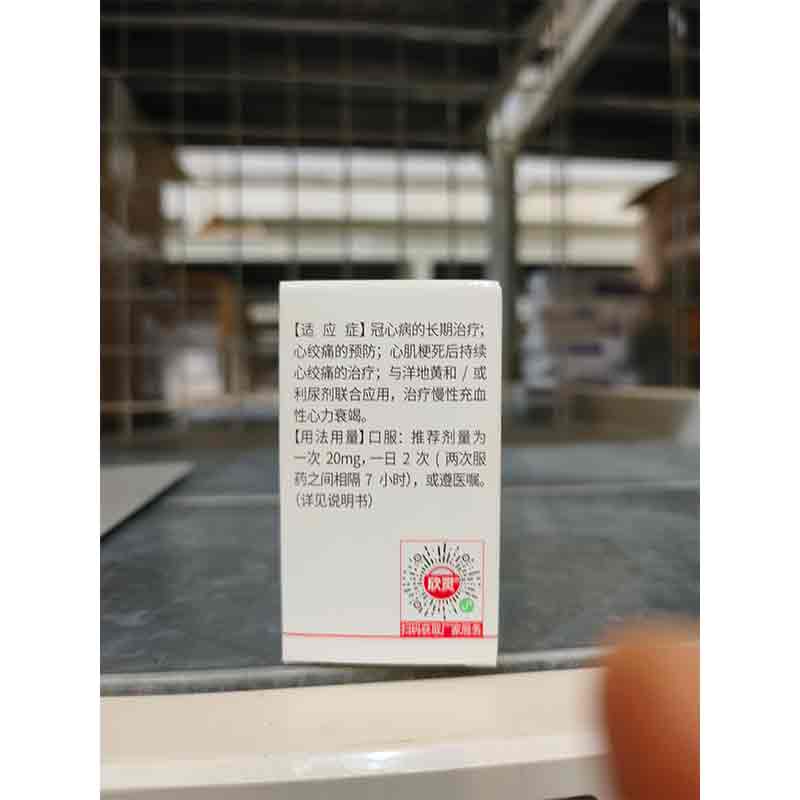 【适应症】冠心病的长期治疗;
心绞痛的预防；心肌梗死后持续
心绞痛的治疗；与洋地黄和/或
利尿剂联合应用，治疗慢性充血
性心力衰竭。
【用法用量】口服：推荐剂量为
一次 20mg,一日 2 次(两次服
药之间相隔 7 小时),或遵医嘱。
(详见说明书)
欣灵®
扫码获取厂家服务